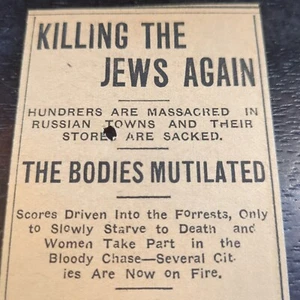 KILLING THE
JEWS AGAIN
HUNDRERS ARE MASSACRED IN
RUSSIAN TOWNS AND THEIR
STORES ARE SACKED.
THE BODIES MUTILATED
Scores Driven Into the Forrests, Only
to Slowly Starve to Death and
Women Take Part in the
Bloody Chase—Several Cit-
ies Are Now on Fire.